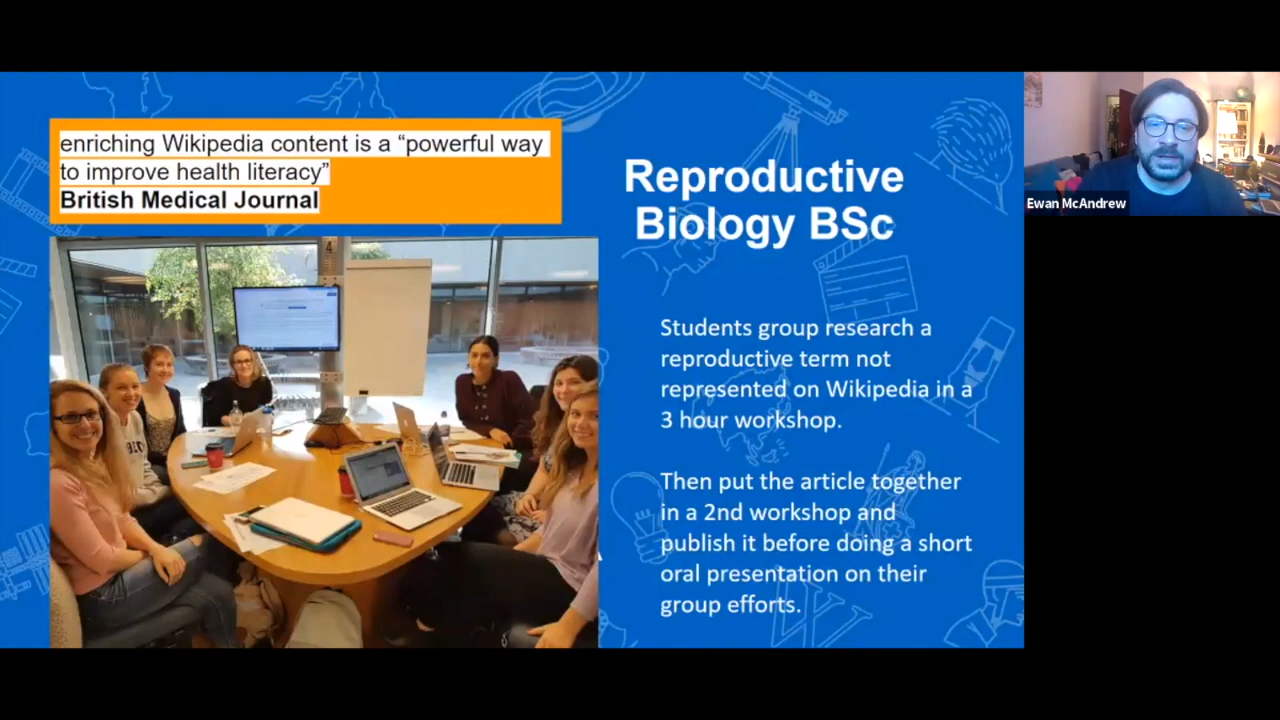 enriching Wikipedia content is a “powerful way
to improve health literacy”
British Medical Journal
Reproductive
Biology BSc
Students group research a
reproductive term not
represented on Wikipedia in a
3 hour workshop.
Then put the article together
in a 2nd workshop and
publish it before doing a short
oral presentation on their
group efforts.
Ewan McAndrew
4